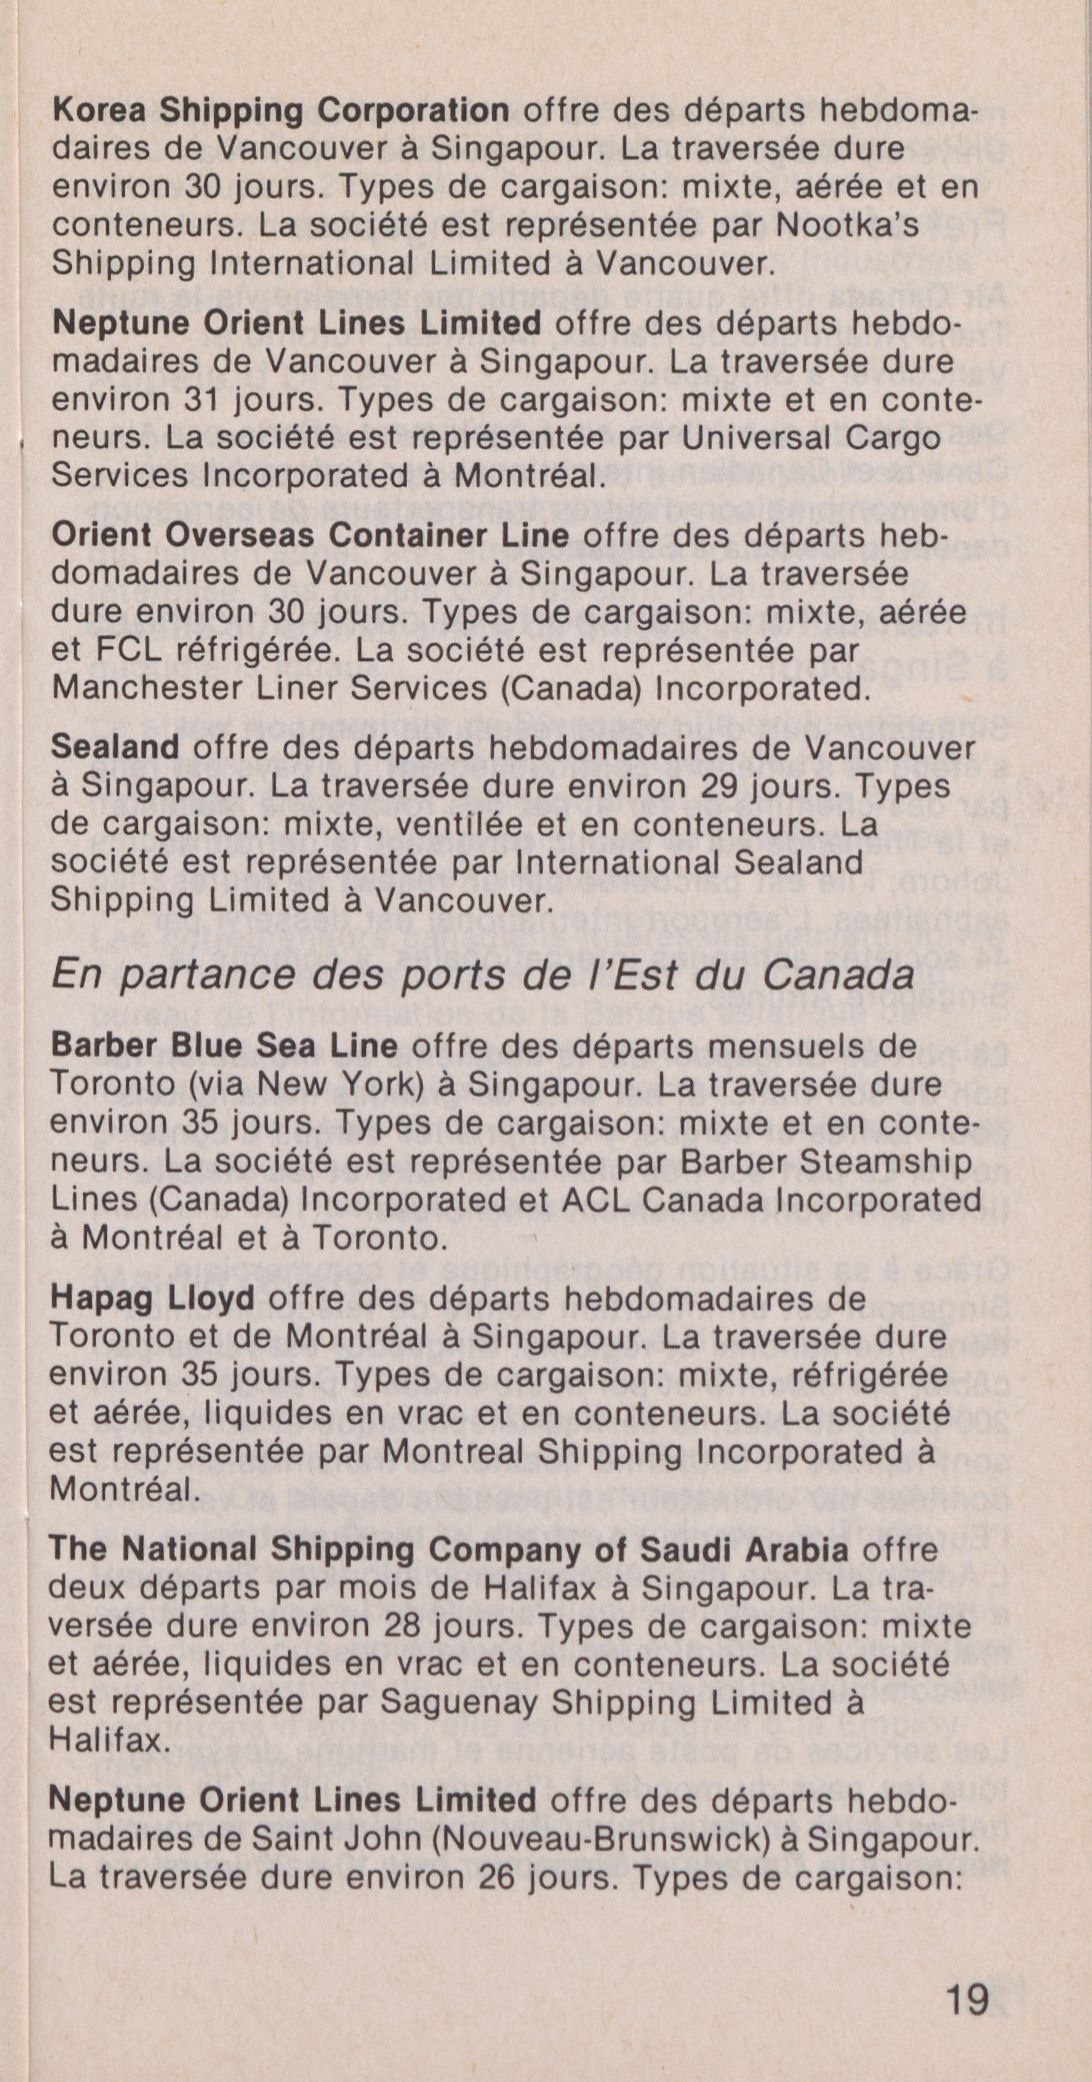 Korea Shipping Corporation offre des départs hebdoma-
daires de Vancouver à Singapour. La traversée dure
environ 30 jours. Types de cargaison: mixte, aérée et en
conteneurs. La société est représentée par Nootka's
Shipping International Limited à Vancouver.
Neptune Orient Lines Limited offre des départs hebdo-
madaires de Vancouver à Singapour. La traversée dure
environ 31 jours. Types de cargaison: mixte et en conte-
neurs. La société est représentée par Universal Cargo
Services Incorporated à Montréal.
Orient Overseas Container Line offre des départs heb-
domadaires de Vancouver à Singapour. La traversée
dure environ 30 jours. Types de cargaison: mixte, aérée
et FCL réfrigérée. La société est représentée par
Manchester Liner Services (Canada) Incorporated.
Sealand offre des départs hebdomadaires de Vancouver
à Singapour. La traversée dure environ 29 jours. Types
de cargaison: mixte, ventilée et en conteneurs. La
société est représentée par International Sealand
Shipping Limited à Vancouver.
En partance des ports de l'Est du Canada
Barber Blue Sea Line offre des départs mensuels de
Toronto (via New York) à Singapour. La traversée dure
environ 35 jours. Types de cargaison: mixte et en conte-
neurs. La société est représentée par Barber Steamship
Lines (Canada) Incorporated et ACL Canada Incorporated
à Montréal et à Toronto.
Hapag Lloyd offre des départs hebdomadaires de
Toronto et de Montréal à Singapour. La traversée dure
environ 35 jours. Types de cargaison: mixte, réfrigérée
et aérée, liquides en vrac et en conteneurs. La société
est représentée par Montreal Shipping Incorporated à
Montréal.
The National Shipping Company of Saudi Arabia offre
deux départs par mois de Halifax à Singapour. La tra-
versée dure environ 28 jours. Types de cargaison: mixte
et aérée, liquides en vrac et en conteneurs. La société
est représentée par Saguenay Shipping Limited à
Halifax.
Neptune Orient Lines Limited offre des départs hebdo-
madaires de Saint John (Nouveau-Brunswick) à Singapour.
La traversée dure environ 26 jours. Types de cargaison:
19